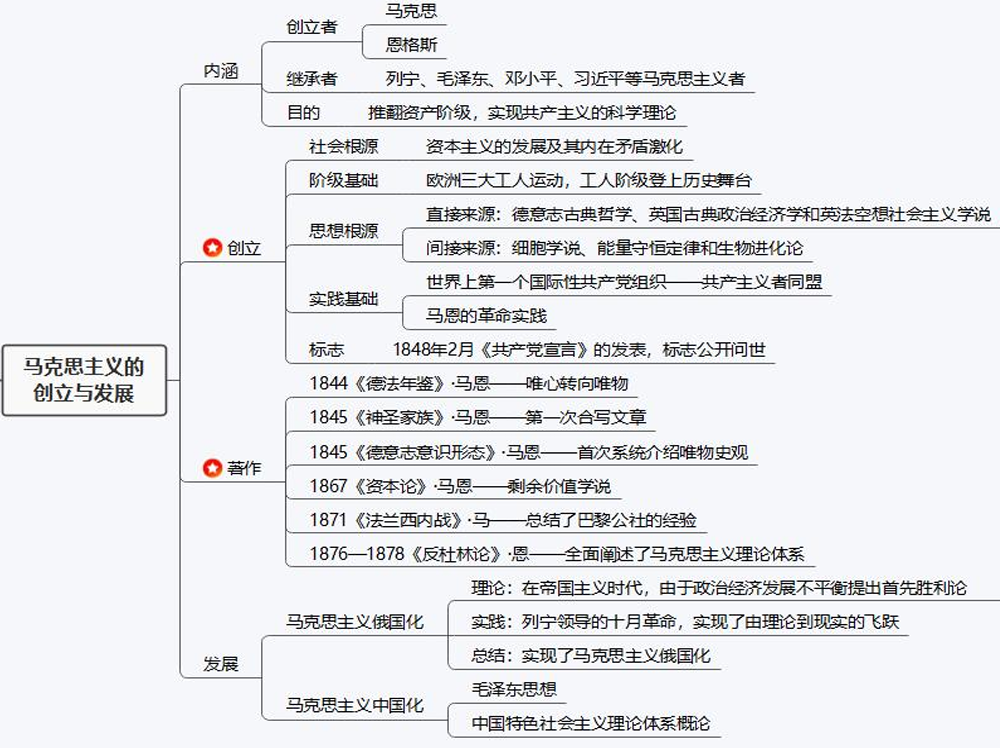 马克思主义的
创立与发展
内涵
创立者
马克思
恩格斯
继承者
列宁、毛泽东、邓小平、习近平等马克思主义者
目的
推翻资产阶级，实现共产主义的科学理论
创立
社会根源
资本主义的发展及其内在矛盾激化
阶级基础
欧洲三大工人运动，工人阶级登上历史舞台
思想根源
直接来源：德意志古典哲学、英国古典政治经济学和英法空想社会主义学说
间接来源：细胞学说、能量守恒定律和生物进化论
实践基础
世界上第一个国际性共产党组织——共产主义者同盟
马恩的革命实践
标志
1848年2月《共产党宣言》的发表，标志公开问世
著作
1844《德法年鉴》·马恩——唯心转向唯物
1845《神圣家族》·马恩——第一次合写文章
1845《德意志意识形态》·马恩——首次系统介绍唯物史观
1867《资本论》·马恩——剩余价值学说
1871《法兰西内战》·马——总结了巴黎公社的经验
1876—1878《反杜林论》·恩——全面阐述了马克思主义理论体系
发展
马克思主义俄国化
理论：在帝国主义时代，由于政治经济发展不平衡提出首先胜利论
实践：列宁领导的十月革命，实现了由理论到现实的飞跃
总结：实现了马克思主义俄国化
马克思主义中国化
毛泽东思想
中国特色社会主义理论体系概论